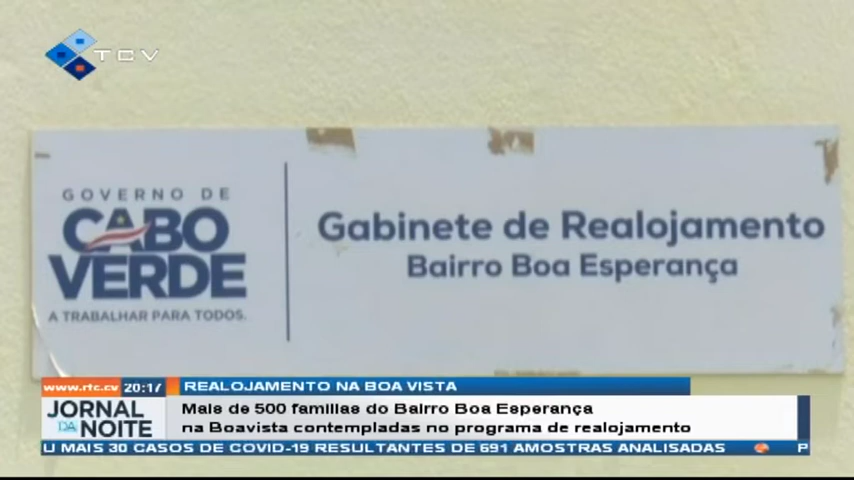 TCV
GOVERNO DE
CABO
VERDE
A TRABALHAR PARA TODOS.
Gabinete de Realojamento
Bairro Boa Esperança
www.rtc.cv 20:17 REALOJAMENTO NA BOA VISTA
JORNAL
DA NOITE
Mais de 500 famílias do Bairro Boa Esperança
na Boavista contempladas no programa de realojamento
U MAIS 30 CASOS DE COVID-19 RESULTANTES DE 691 AMOSTRAS ANALISADAS P